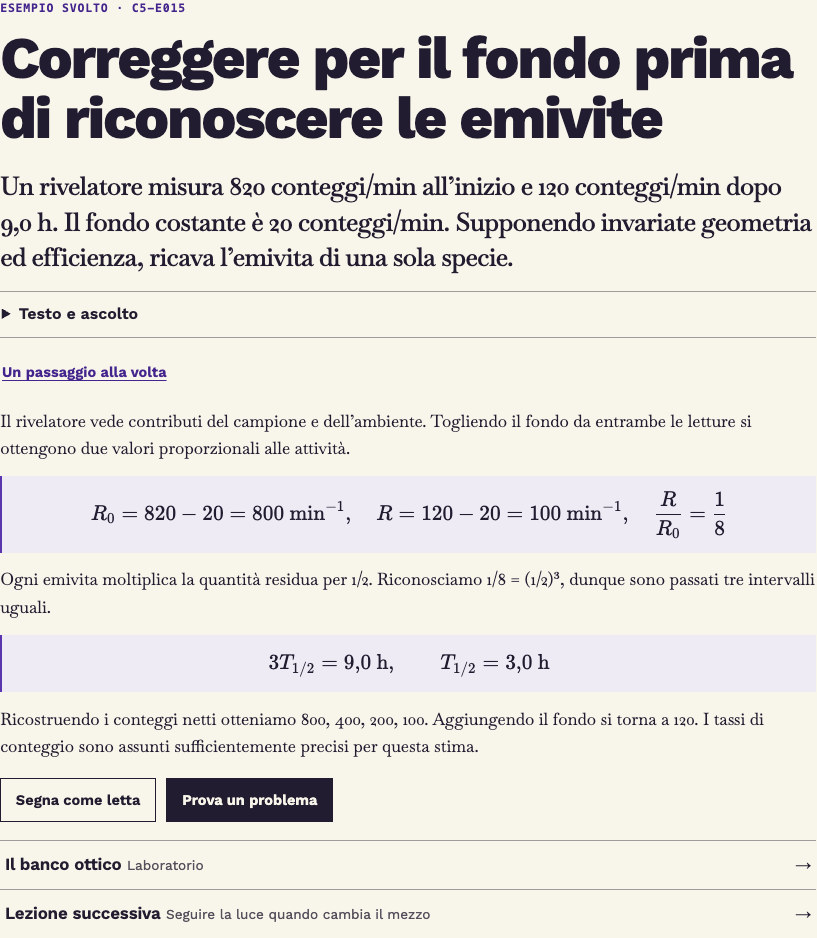 ESEMPIO SVOLTO · C5-E015
Correggere per il fondo prima
di riconoscere le emivite
Un rivelatore misura 820 conteggi/min all’inizio e 120 conteggi/min dopo
9,0 h. Il fondo costante è 20 conteggi/min. Supponendo invariate geometria
ed efficienza, ricava l’emivita di una sola specie.
▶ Testo e ascolto
Un passaggio alla volta
Il rivelatore vede contributi del campione e dell’ambiente. Togliendo il fondo da entrambe le letture si
ottengono due valori proporzionali alle attività.
R₀ = 820 − 20 = 800 min⁻¹, R = 120 − 20 = 100 min⁻¹, R/R₀ = 1/8
Ogni emivita moltiplica la quantità residua per 1/2. Riconosciamo 1/8 = (1/2)³, dunque sono passati tre intervalli
uguali.
3T₁/₂ = 9,0 h, T₁/₂ = 3,0 h
Ricostruendo i conteggi netti otteniamo 800, 400, 200, 100. Aggiungendo il fondo si torna a 120. I tassi di
conteggio sono assunti sufficientemente precisi per questa stima.
Segna come letta Prova un problema
Il banco ottico Laboratorio →
Lezione successiva Seguire la luce quando cambia il mezzo →